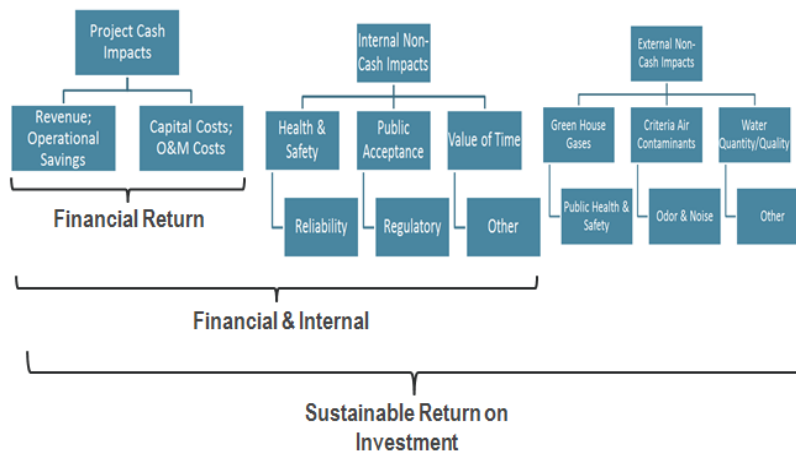 Project Cash
Impacts
Revenue;
Operational
Savings
Capital Costs;
O&M Costs
Financial Return
Internal Non-
Cash Impacts
Health &
Safety
Public
Acceptance
Value of Time
Reliability
Regulatory
Other
Financial & Internal
External Non-
Cash Impacts
Green House
Gases
Criteria Air
Contaminants
Water
Quantity/Quality
Public Health &
Safety
Odor & Noise
Other
Sustainable Return on
Investment